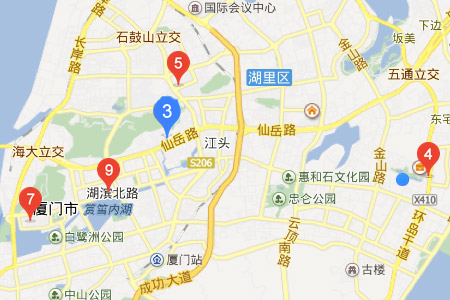 国际会议中心
下边
坂美
石鼓山立交
金山路
长岸路
5
湖里区
五通立交
3
仙岳路
江头
仙岳路
东宅
海大立交
S206
金山路
4
9
湖滨北路
惠和石文化园
7
厦门市
筼筜内湖
忠仑公园
X410
白鹭洲公园
云顶南路
环岛干道
厦门站
成功大道
古楼
中山公园